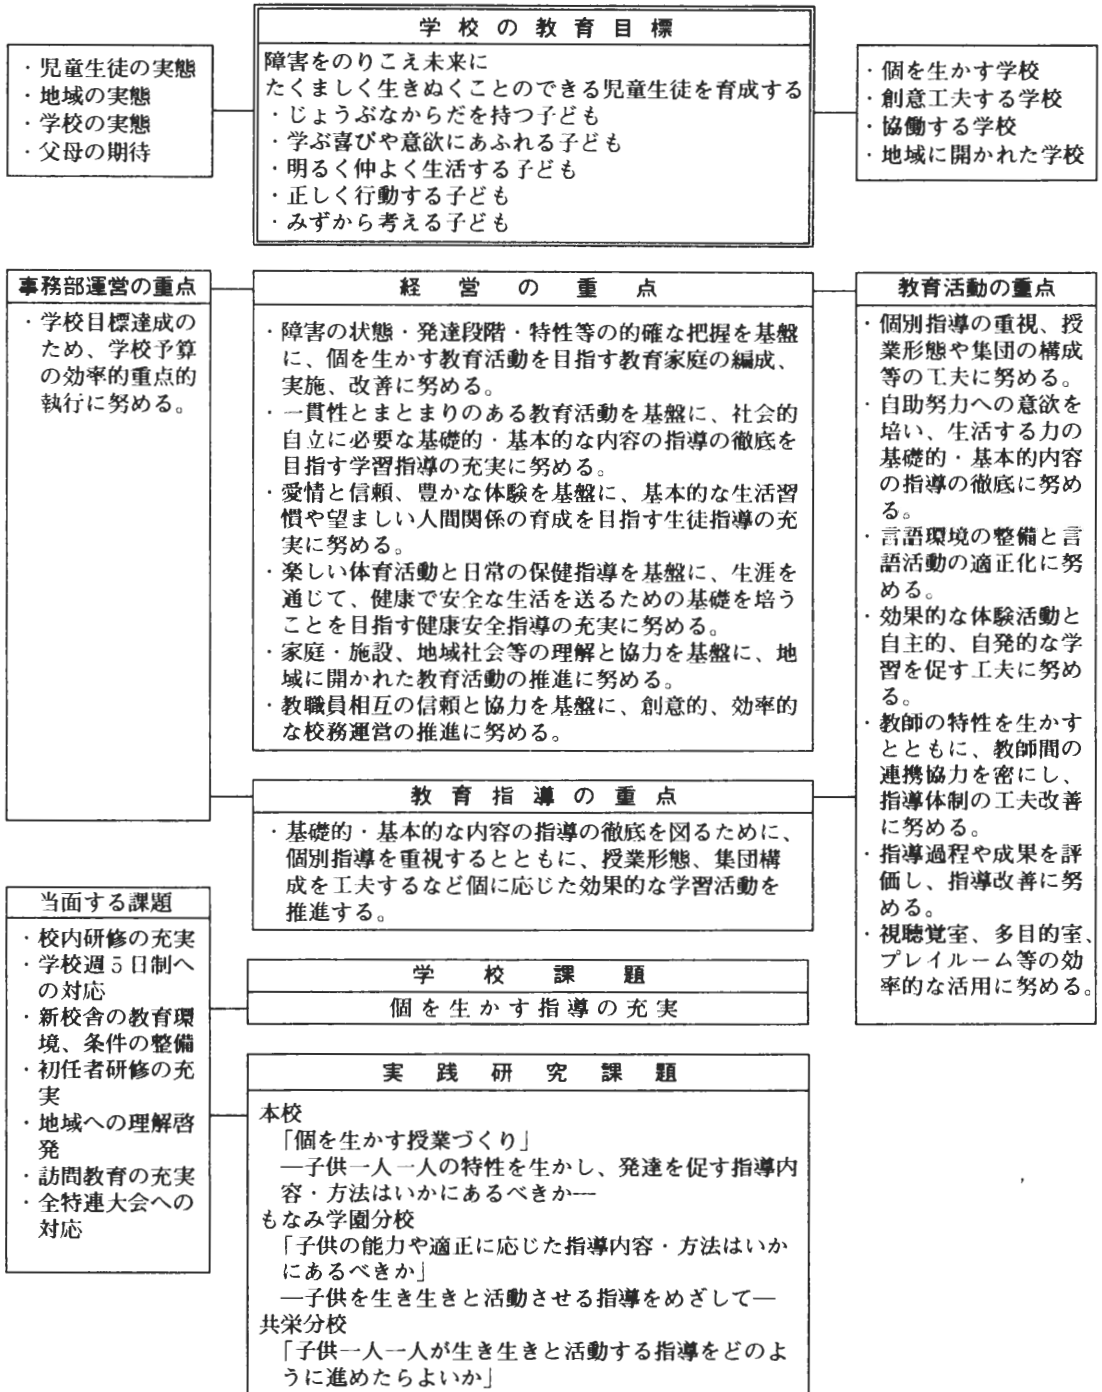 学校の教育目標
障害をのりこえ未来に
たくましく生きぬくことのできる児童生徒を育成する
・じょうぶなからだを持つ子ども
・学ぶ喜びや意欲にあふれる子ども
・明るく仲よく生活する子ども
・正しく行動する子ども
・みずから考える子ども
・児童生徒の実態
・地域の実態
・学校の実態
・父母の期待
・個を生かす学校
・創意工夫する学校
・協働する学校
・地域に開かれた学校
事務部運営の重点
・学校目標達成の
ため、学校予算
の効率的重点的
執行に努める。
経営の重点
・障害の状態・発達段階・特性等の的確な把握を基盤
に、個を生かす教育活動を目指す教育家庭の編成、
実施、改善に努める。
・一貫性とまとまりのある教育活動を基盤に、社会的
自立に必要な基礎的・基本的な内容の指導の徹底を
目指す学習指導の充実に努める。
・愛情と信頼、豊かな体験を基盤に、基本的な生活習
慣や望ましい人間関係の育成を目指す生徒指導の充
実に努める。
・楽しい体育活動と日常の保健指導を基盤に、生涯を
通じて、健康で安全な生活を送るための基礎を培う
ことを目指す健康安全指導の充実に努める。
・家庭・施設、地域社会等の理解と協力を基盤に、地
域に開かれた教育活動の推進に努める。
・教職員相互の信頼と協力を基盤に、創意的、効率的
な校務運営の推進に努める。
教育活動の重点
・個別指導の重視、授
業形態や集団の構成
等の工夫に努める。
・自助努力への意欲を
培い、生活する力の
基礎的・基本的内容
の指導の徹底に努め
る。
・言語環境の整備と言
語活動の適正化に努
める。
・効果的な体験活動と
自主的、自発的な学
習を促す工夫に努め
る。
・教師の特性を生かす
とともに、教師間の
連携協力を密にし、
指導体制の工夫改善
に努める。
・指導過程や成果を評
価し、指導改善に努
める。
・視聴覚室、多目的室、
プレイルーム等の効
率的な活用に努める。
教育指導の重点
・基礎的・基本的な内容の指導の徹底を図るために、
個別指導を重視するとともに、授業形態、集団構
成を工夫するなど個に応じた効果的な学習活動を
推進する。
当面する課題
・校内研修の充実
・学校週5日制へ
の対応
・新校舎の教育環
境、条件の整備
・初任者研修の充
実
・地域への理解啓
発
・訪問教育の充実
・全特連大会への
対応
学校課題
個を生かす指導の充実
実践研究課題
本校
「個を生かす授業づくり」
―子供一人一人の特性を生かし、発達を促す指導内
容・方法はいかにあるべきか―
もなみ学園分校
「子供の能力や適正に応じた指導内容・方法はいか
にあるべきか」
―子供を生き生きと活動させる指導をめざして―
共栄分校
「子供一人一人が生き生きと活動する指導をどのよ
うに進めたらよいか」